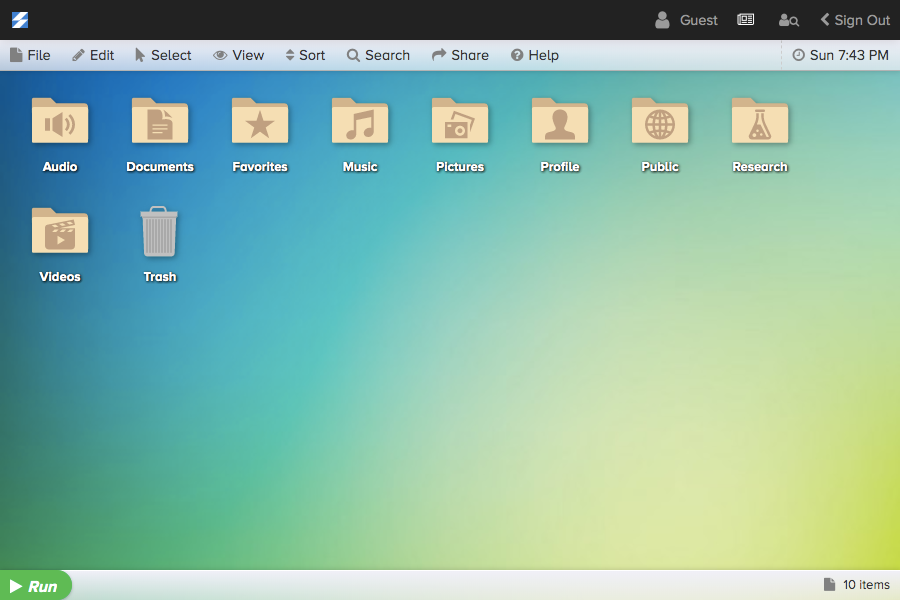 Guest Sign Out
File Edit Select View Sort Search Share Help Sun 7:43 PM
Audio Documents Favorites Music Pictures Profile Public Research
Videos Trash
Run 10 items